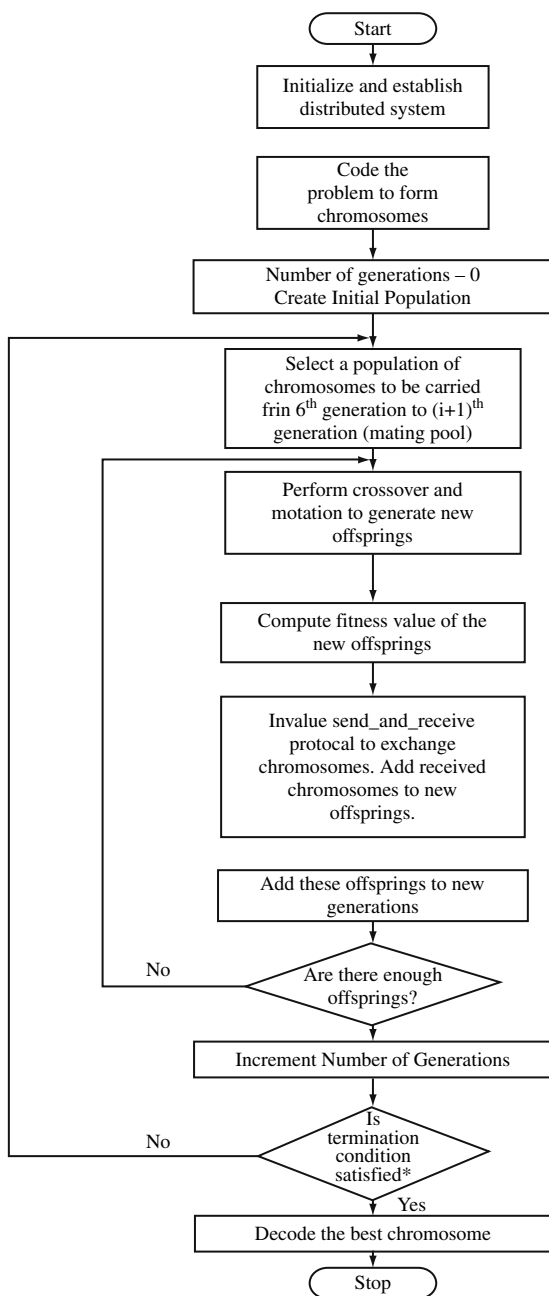 Start
Initialize and establish
distributed system
Code the
problem to form
chromosomes
Number of generations – 0
Create Initial Population
Select a population of
chromosomes to be carried
frin 6th generation to (i+1)th
generation (mating pool)
Perform crossover and
motation to generate new
offsprings
Compute fitness value of the
new offsprings
Invalue send_and_receive
protocal to exchange
chromosomes. Add received
chromosomes to new
offsprings.
Add these offsprings to new
generations
No
Are there enough
offsprings?
Increment Number of Generations
No
Is
termination
condition
satisfied*
Yes
Decode the best chromosome
Stop